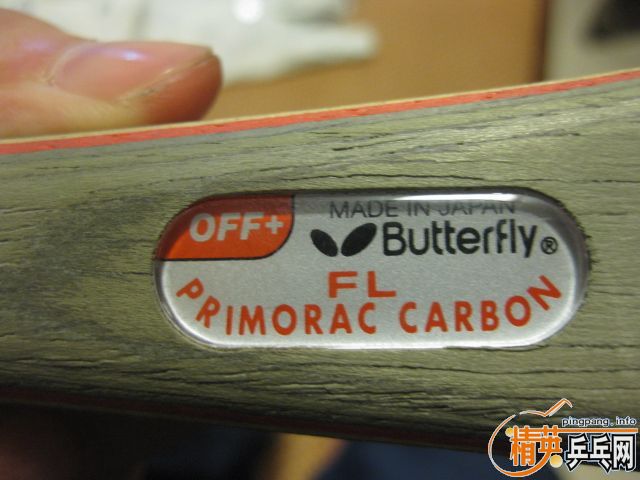 OFF+
MADE IN JAPAN
Butterfly®
FL
PRIMORAC CARBON
pingpang.info
精英乒乓网